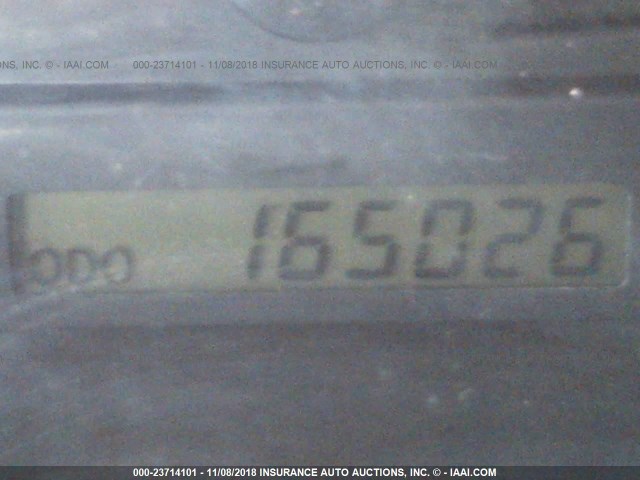 NS, INC. © - IAAI.COM 000-23714101 - 11/08/2018 INSURANCE AUTO AUCTIONS, INC. © - IAAI.COM
ODO 165026
000-23714101 - 11/08/2018 INSURANCE AUTO AUCTIONS, INC. © - IAAI.COM